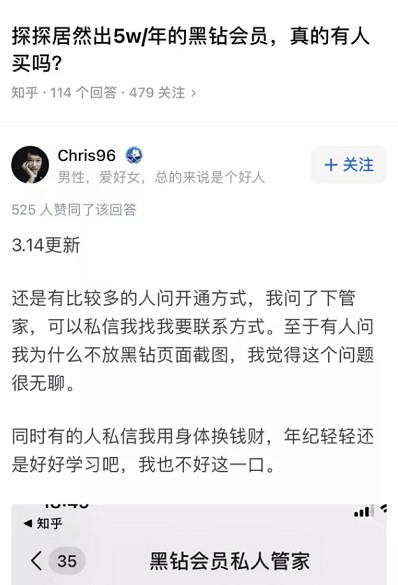 探探居然出5w/年的黑钻会员，真的有人
买吗？
知乎 · 114 个回答 · 479 关注 >
Chris96
+ 关注
男性，爱好女，总的来说是个好人
525 人赞同了该回答
3.14更新
还是有比较多的人问开通方式，我问了下管
家，可以私信我找我要联系方式。至于有人问
我为什么不放黑钻页面截图，我觉得这个问题
很无聊。
同时有的人私信我用身体换钱财，年纪轻轻还
是好好学习吧，我也不好这一口。
◀ 知乎
< 35 黑钻会员私人管家